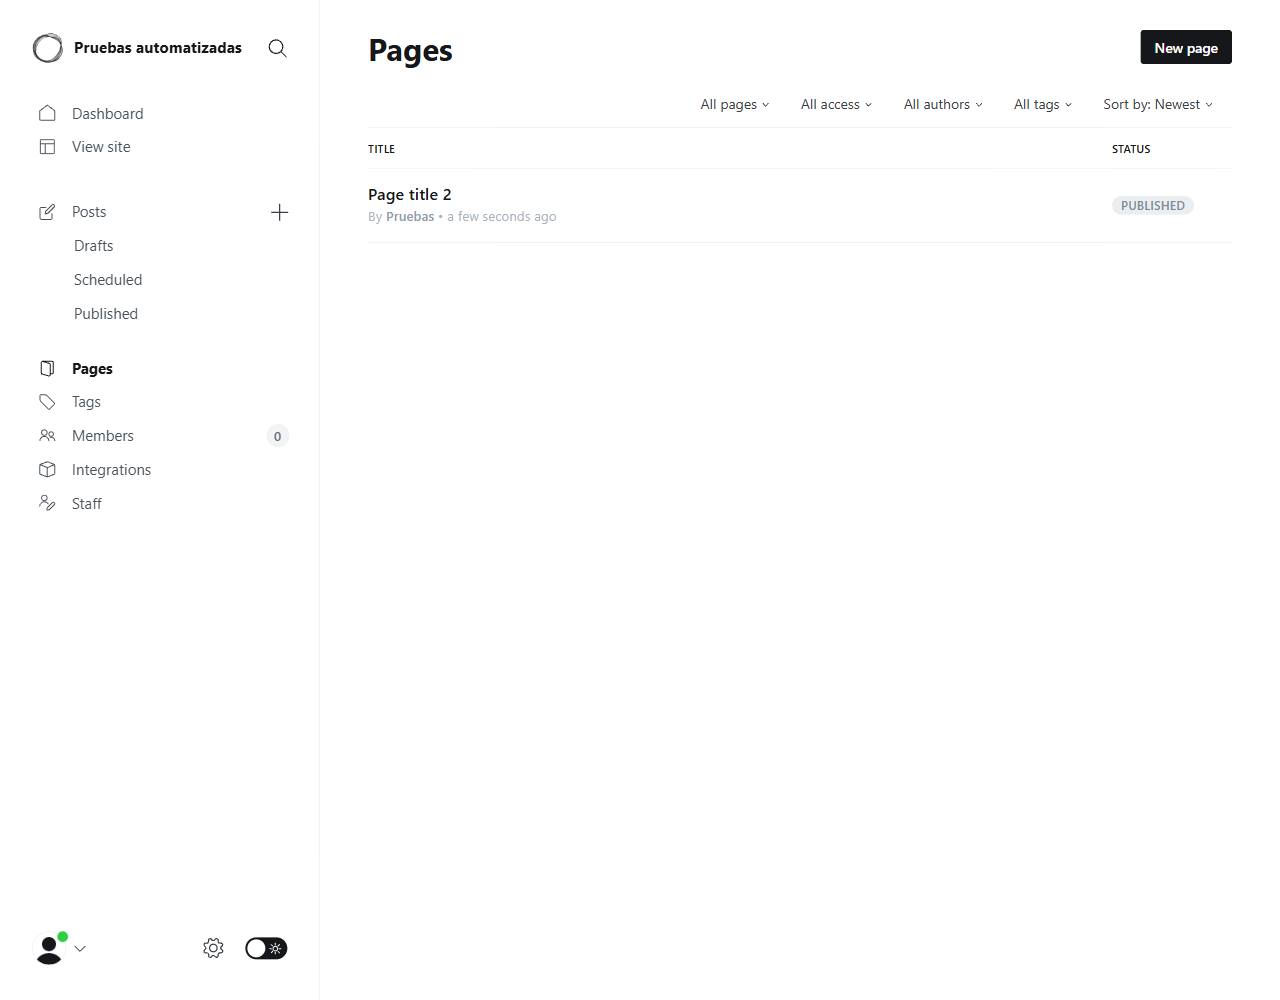 Pruebas automatizadas
Dashboard
View site
Posts
Drafts
Scheduled
Published
Pages
Tags
Members 0
Integrations
Staff
Pages
New page
All pages All access All authors All tags Sort by: Newest
TITLE STATUS
Page title 2
By Pruebas • a few seconds ago
PUBLISHED